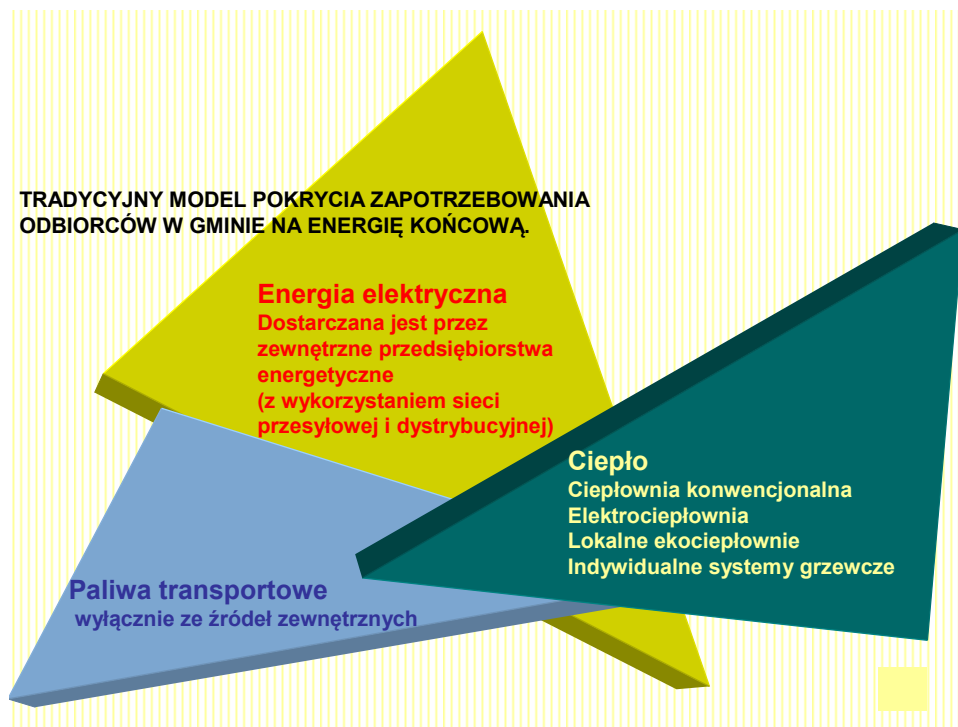 TRADYCYJNY MODEL POKRYCIA ZAPOTRZEBOWANIA
ODBIORCÓW W GMINIE NA ENERGIĘ KOŃCOWĄ.
Energia elektryczna
Dostarczana jest przez
zewnętrzne przedsiębiorstwa
energetyczne
(z wykorzystaniem sieci
przesyłowej i dystrybucyjnej)
Ciepło
Ciepłownia konwencjonalna
Elektrociepłownia
Lokalne ekociepłownie
Indywidualne systemy grzewcze
Paliwa transportowe
wyłącznie ze źródeł zewnętrznych